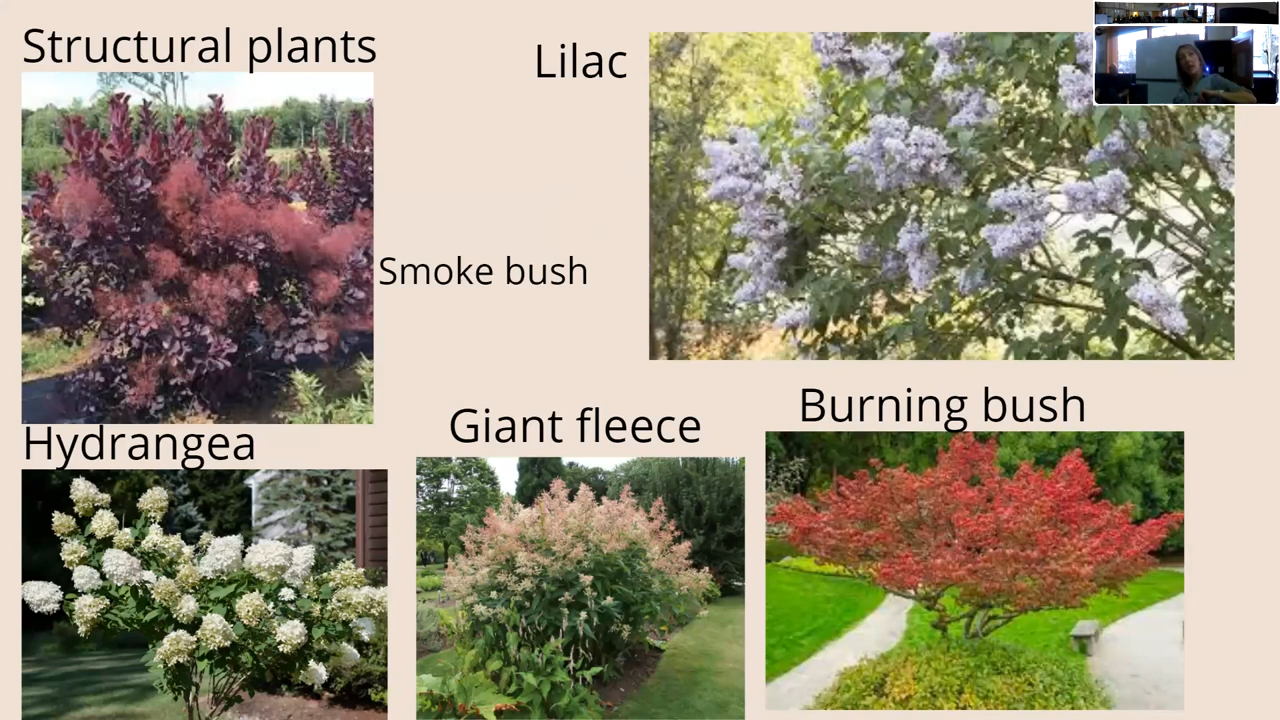 Structural plants
Lilac
Smoke bush
Hydrangea
Giant fleece
Burning bush